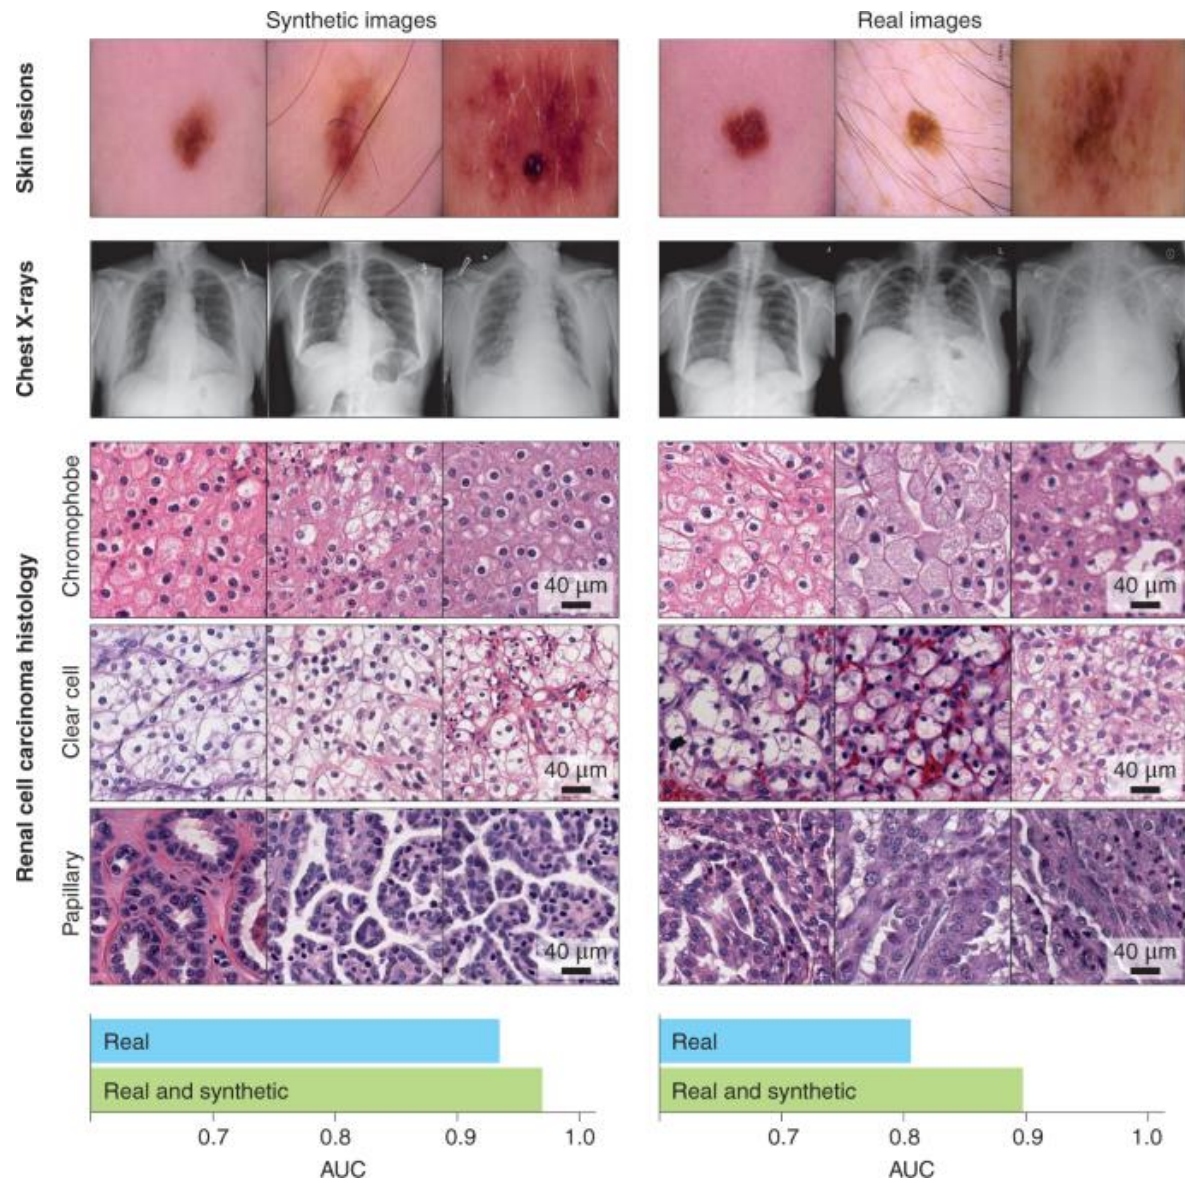 Synthetic images
Real images
Skin lesions
Chest X-rays
Renal cell carcinoma histology
Chromophobe
40 μm
40 μm
Clear cell
40 μm
40 μm
Papillary
40 μm
40 μm
Real
Real and synthetic
0.7 0.8 0.9 1.0
AUC
Real
Real and synthetic
0.7 0.8 0.9 1.0
AUC